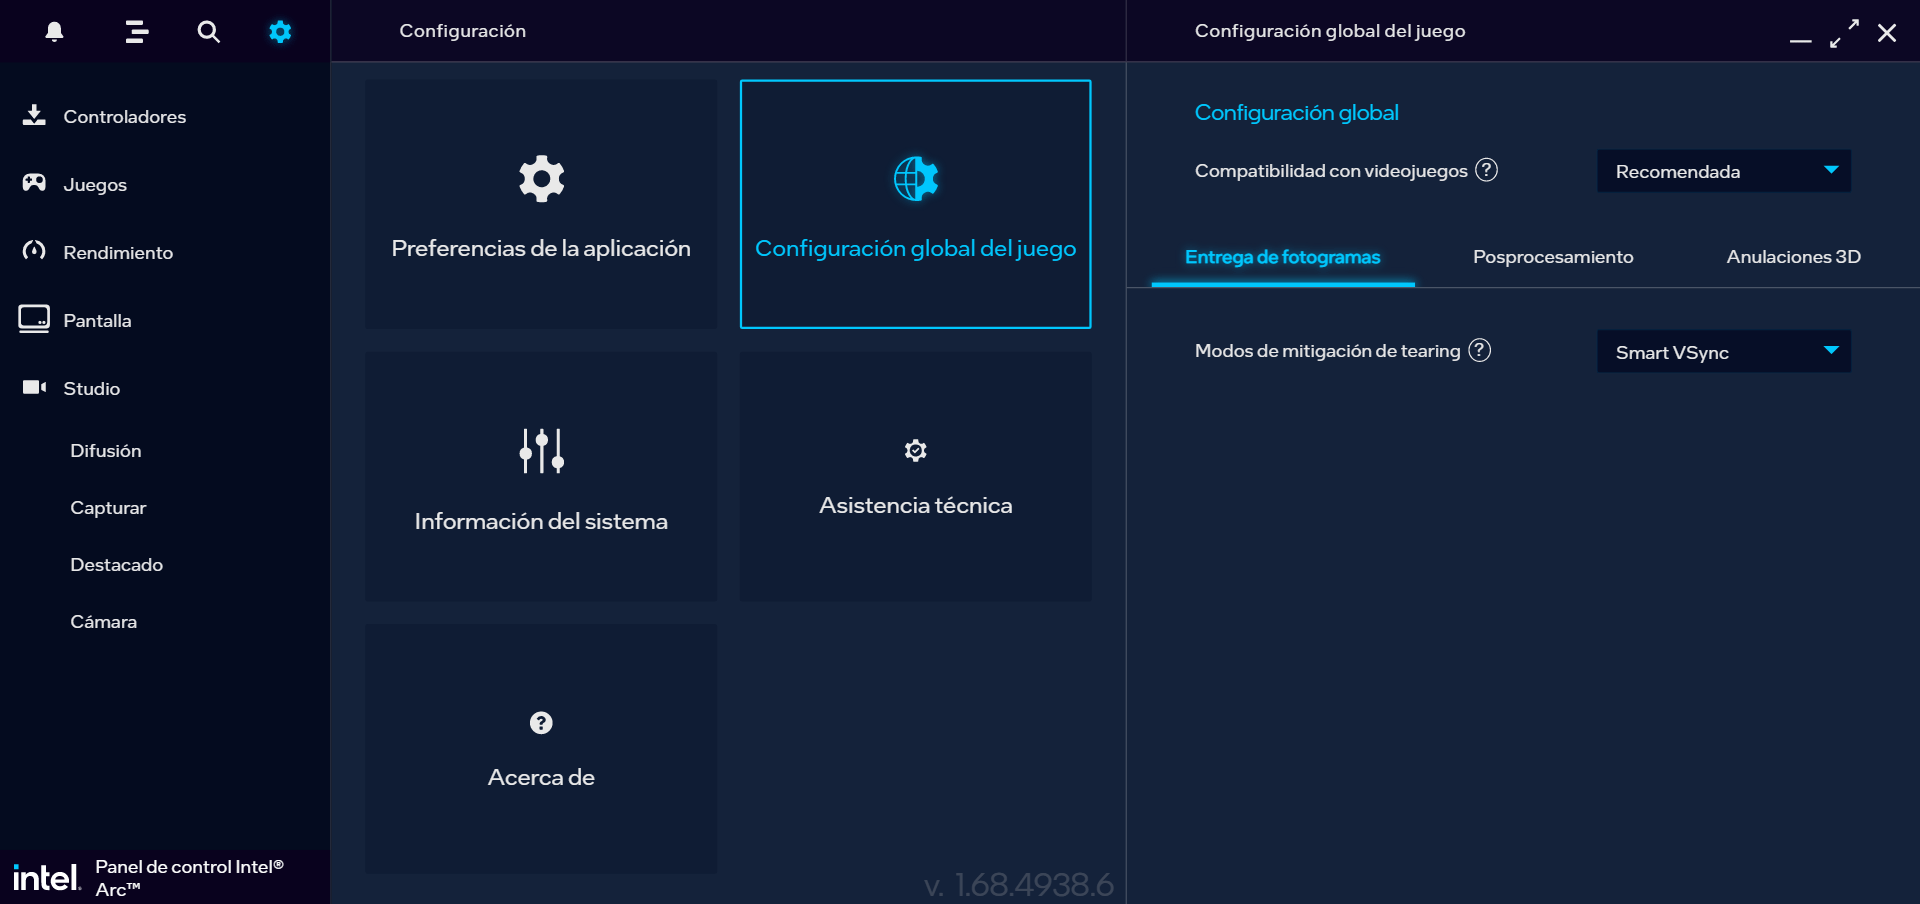 Configuración
Configuración global del juego
Controladores
Juegos
Rendimiento
Pantalla
Studio
Difusión
Capturar
Destacado
Cámara
intel.
Panel de control Intel®
Arc™
Preferencias de la aplicación
Configuración global del juego
Información del sistema
Asistencia técnica
Acerca de
v. 1.68.4938.6
Configuración global
Compatibilidad con videojuegos ?
Recomendada
Entrega de fotogramas
Posprocesamiento
Anulaciones 3D
Modos de mitigación de tearing ?
Smart VSync